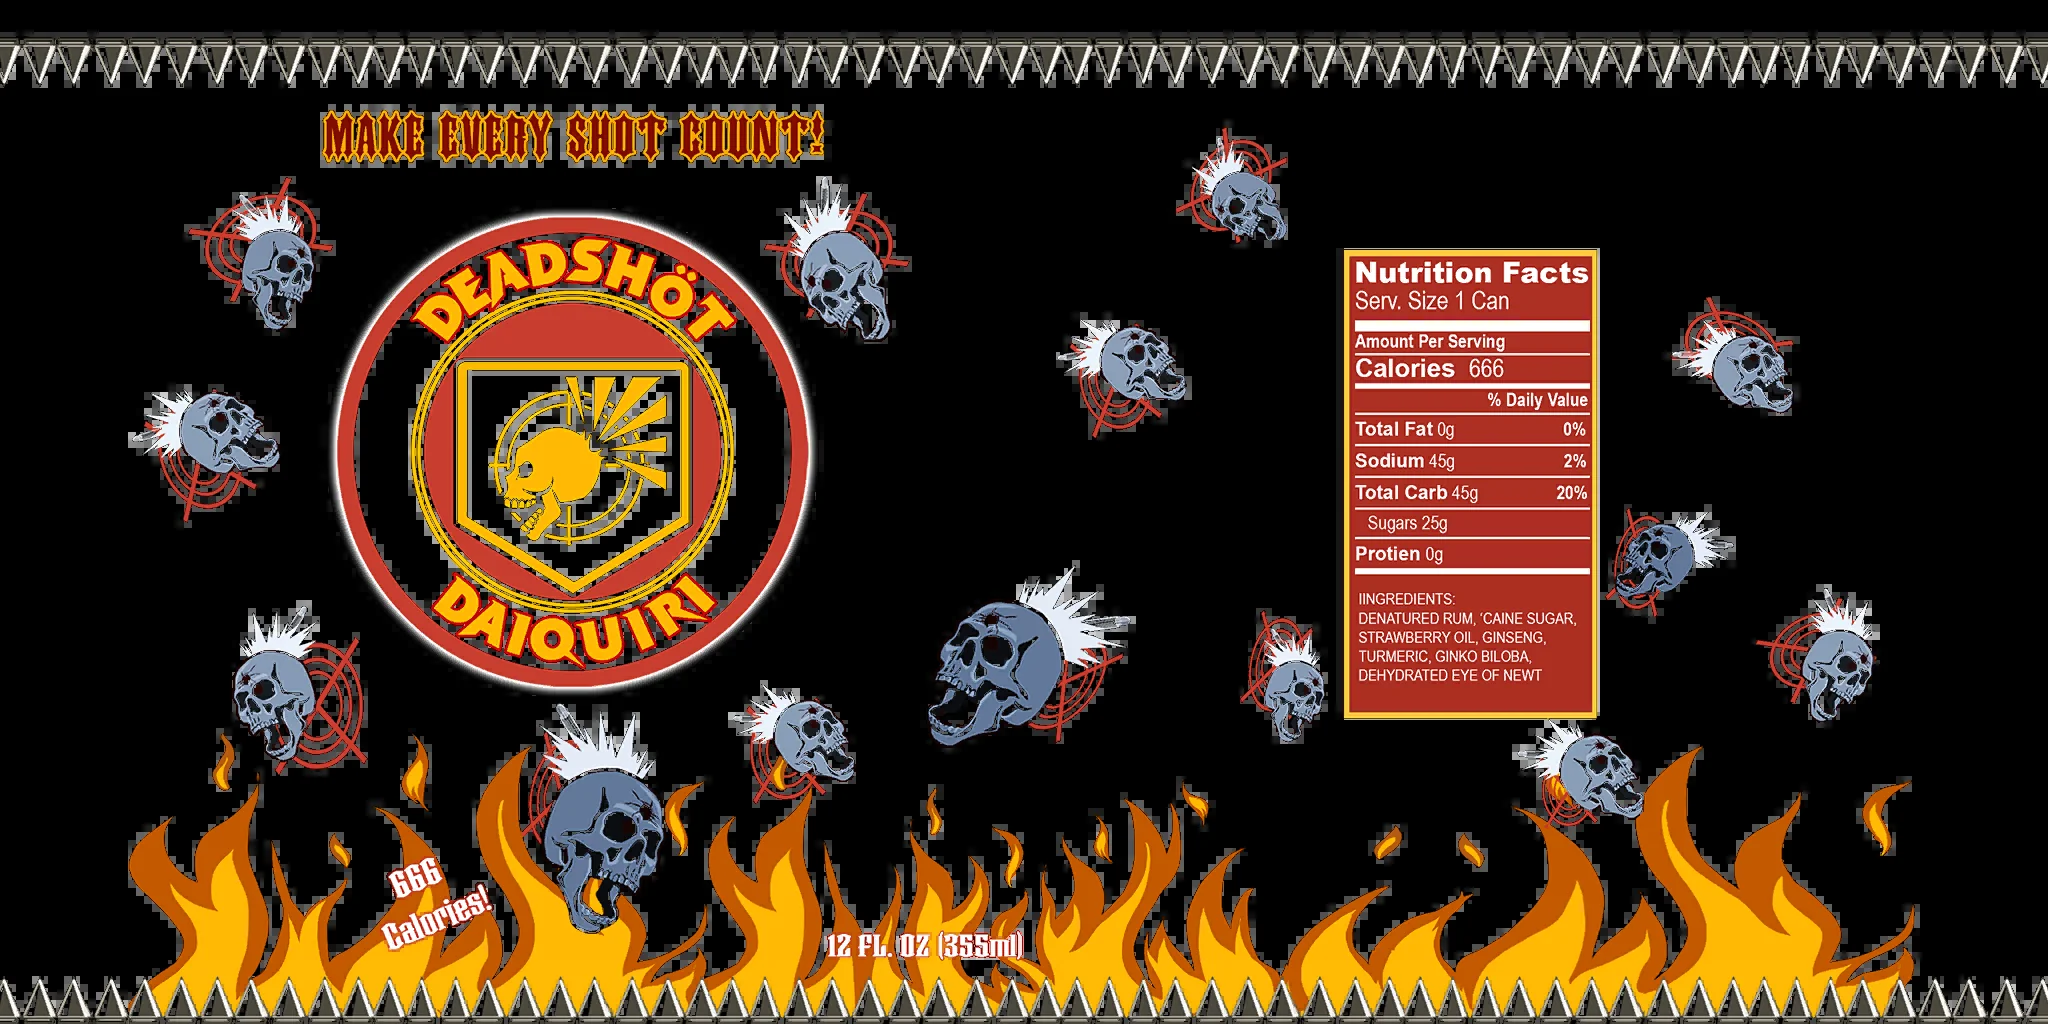 MAKE EVERY SHOT COUNT!
DEADSHÖT
DAIQUIRI
666
Calories!
12 FL. OZ (355ml)
Nutrition Facts
Serv. Size 1 Can
Amount Per Serving
Calories 666
% Daily Value
Total Fat 0g 0%
Sodium 45g 2%
Total Carb 45g 20%
Sugars 25g
Protien 0g
IINGREDIENTS:
DENATURED RUM, 'CAINE SUGAR,
STRAWBERRY OIL, GINSENG,
TURMERIC, GINKO BILOBA,
DEHYDRATED EYE OF NEWT